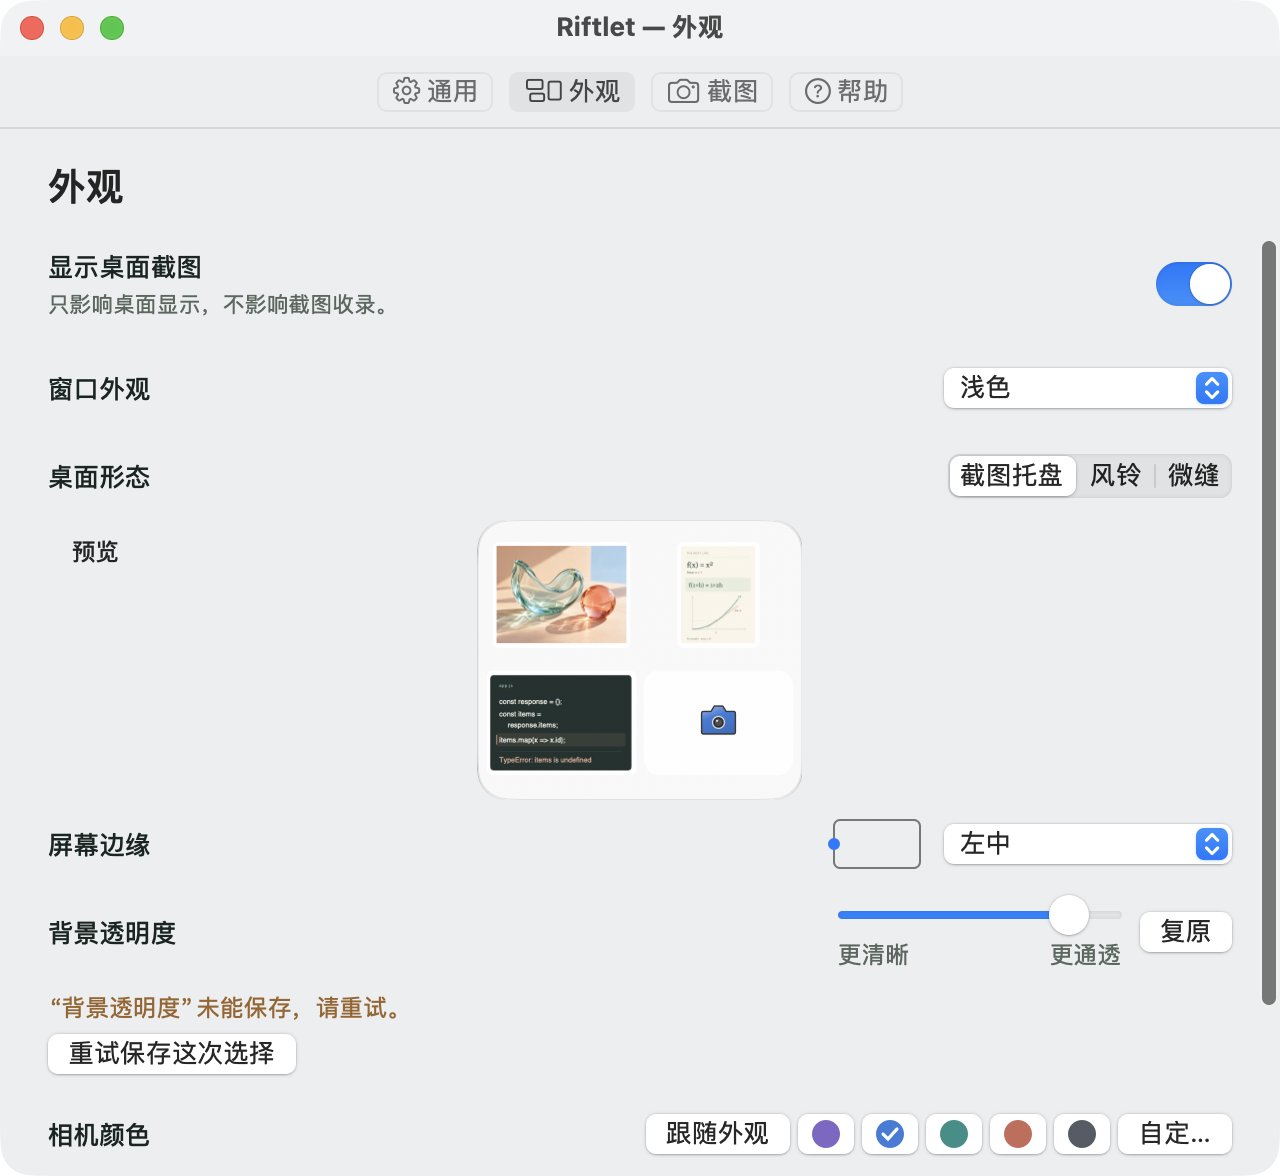 Riftlet — 外观
通用
外观
截图
帮助
外观
显示桌面截图
只影响桌面显示，不影响截图收录。
窗口外观
浅色
桌面形态
截图托盘
风铃
微缝
预览
f(x) = x²
const response = {};
const items =
response.items;
items.map(x => x.id);
TypeError: items is undefined
屏幕边缘
左中
背景透明度
更清晰
更通透
复原
“背景透明度”未能保存，请重试。
重试保存这次选择
相机颜色
跟随外观
自定...